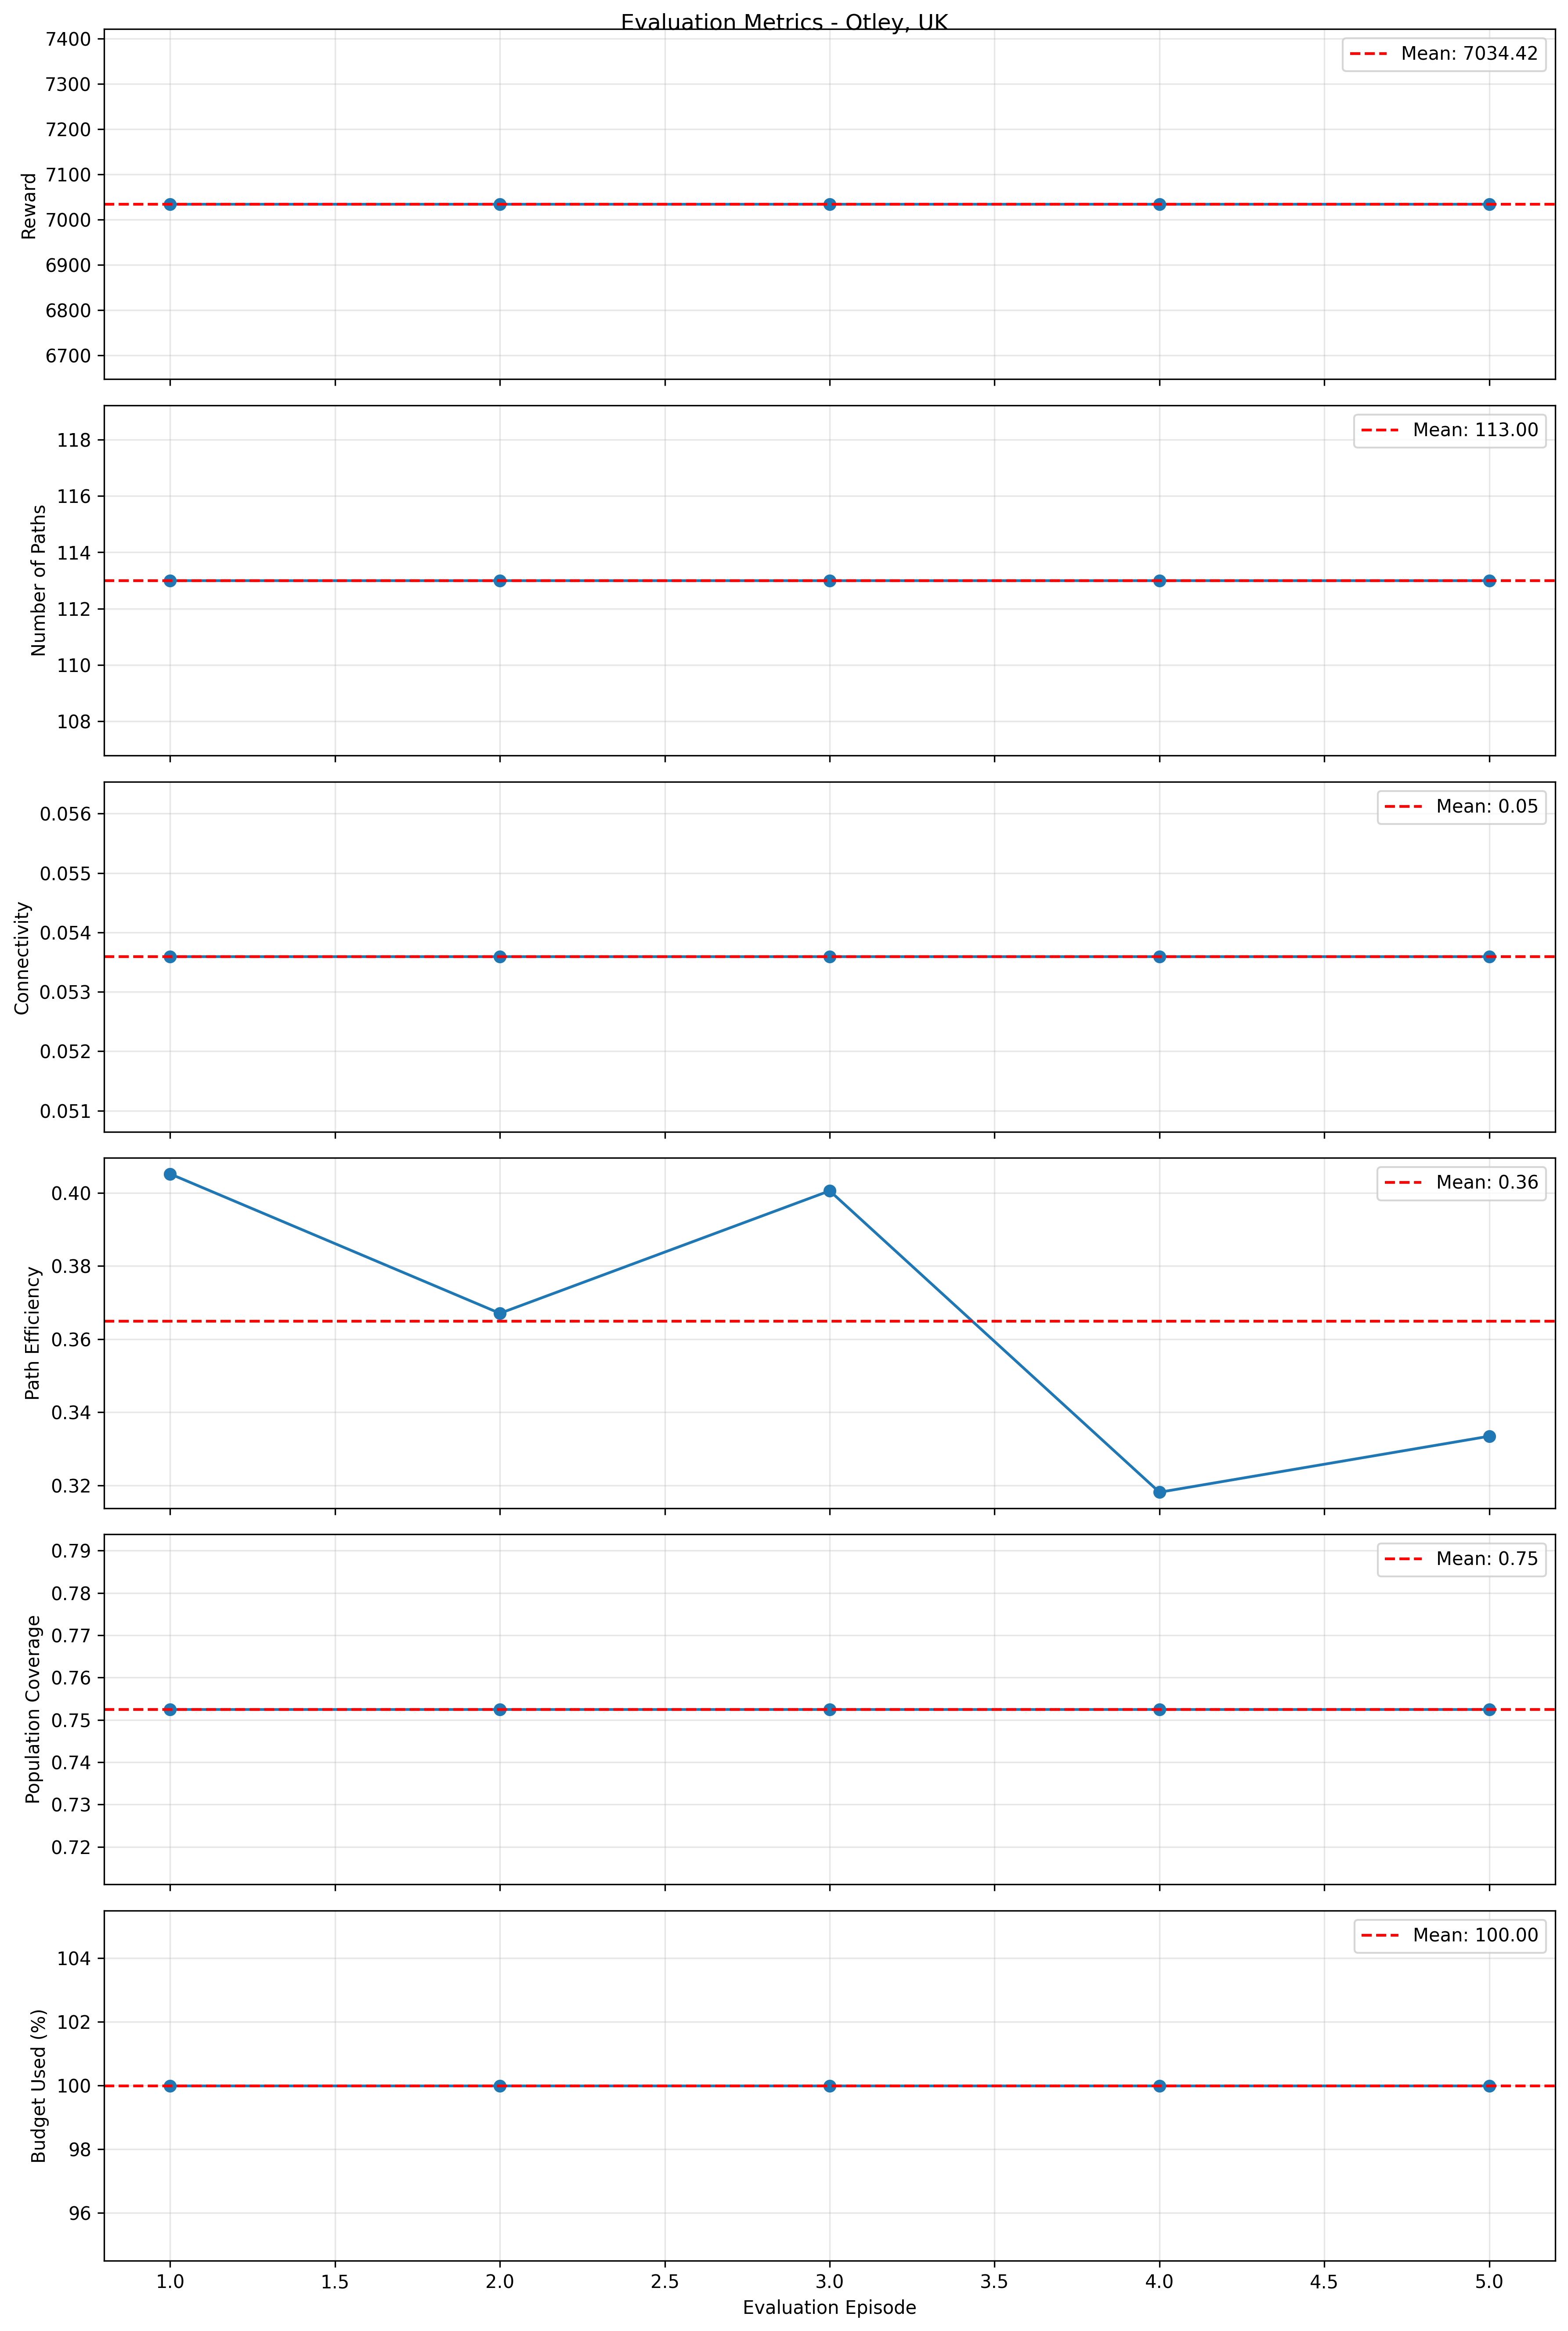 Evaluation Metrics - Otley, UK
7400
7300
7200
7100
7000
6900
6800
6700
Reward
Mean: 7034.42
118
116
114
112
110
108
Number of Paths
Mean: 113.00
0.056
0.055
0.054
0.053
0.052
0.051
Connectivity
Mean: 0.05
0.40
0.38
0.36
0.34
0.32
Path Efficiency
Mean: 0.36
0.79
0.78
0.77
0.76
0.75
0.74
0.73
0.72
Population Coverage
Mean: 0.75
104
102
100
98
96
Budget Used (%)
Mean: 100.00
1.0 1.5 2.0 2.5 3.0 3.5 4.0 4.5 5.0
Evaluation Episode